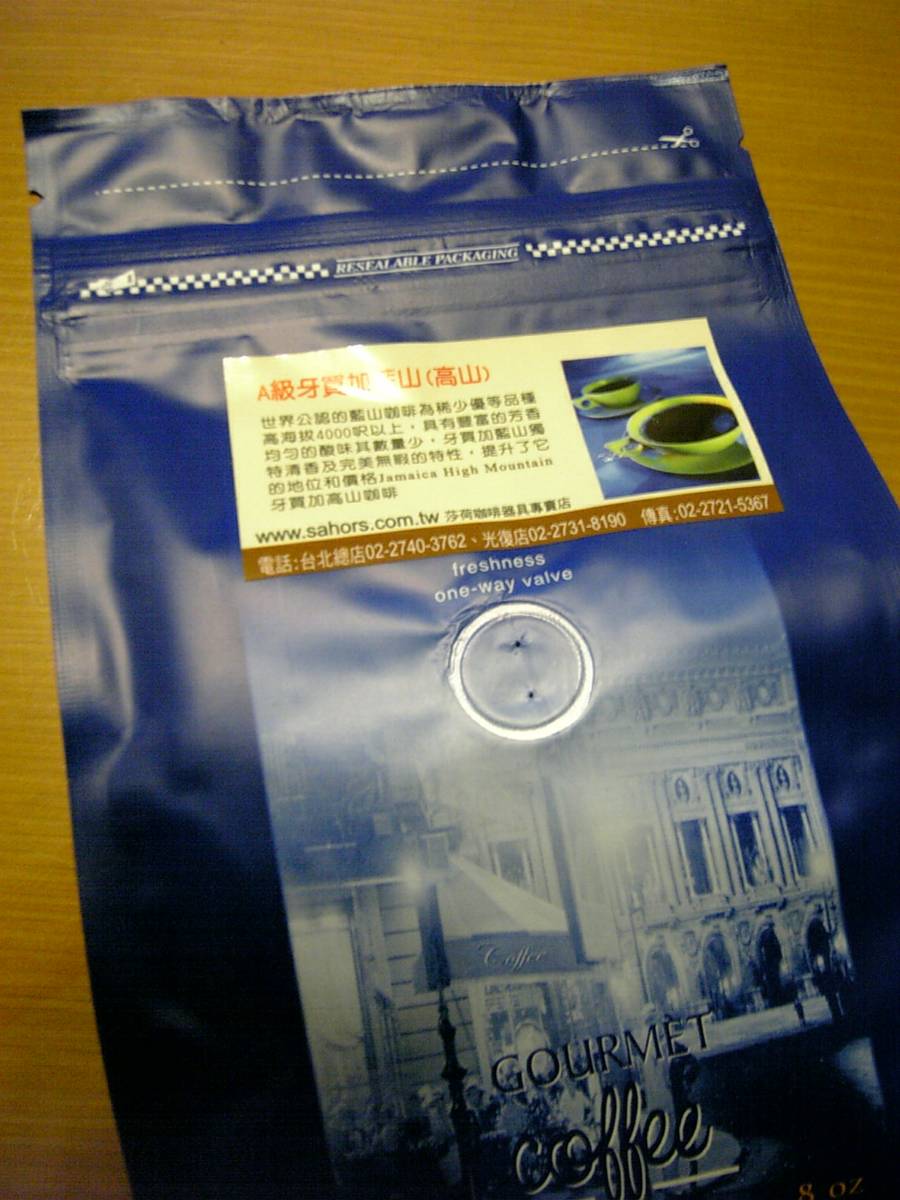 RESEALABLE PACKAGING
A級牙買加藍山(高山)
世界公認的藍山咖啡為稀少優等品種
高海拔4000呎以上，具有豐富的芳香
均勻的酸味其數量少，牙買加藍山獨
特清香及完美無瑕的特性，提升了它
的地位和價格Jamaica High Mountain
牙買加高山咖啡
www.sahors.com.tw 莎荷咖啡器具專賣店
電話:台北總店02-2740-3762、光復店02-2731-8190 傳真:02-2721-5367
freshness
one-way valve
Coffee
GOURMET
coffee
8 oz